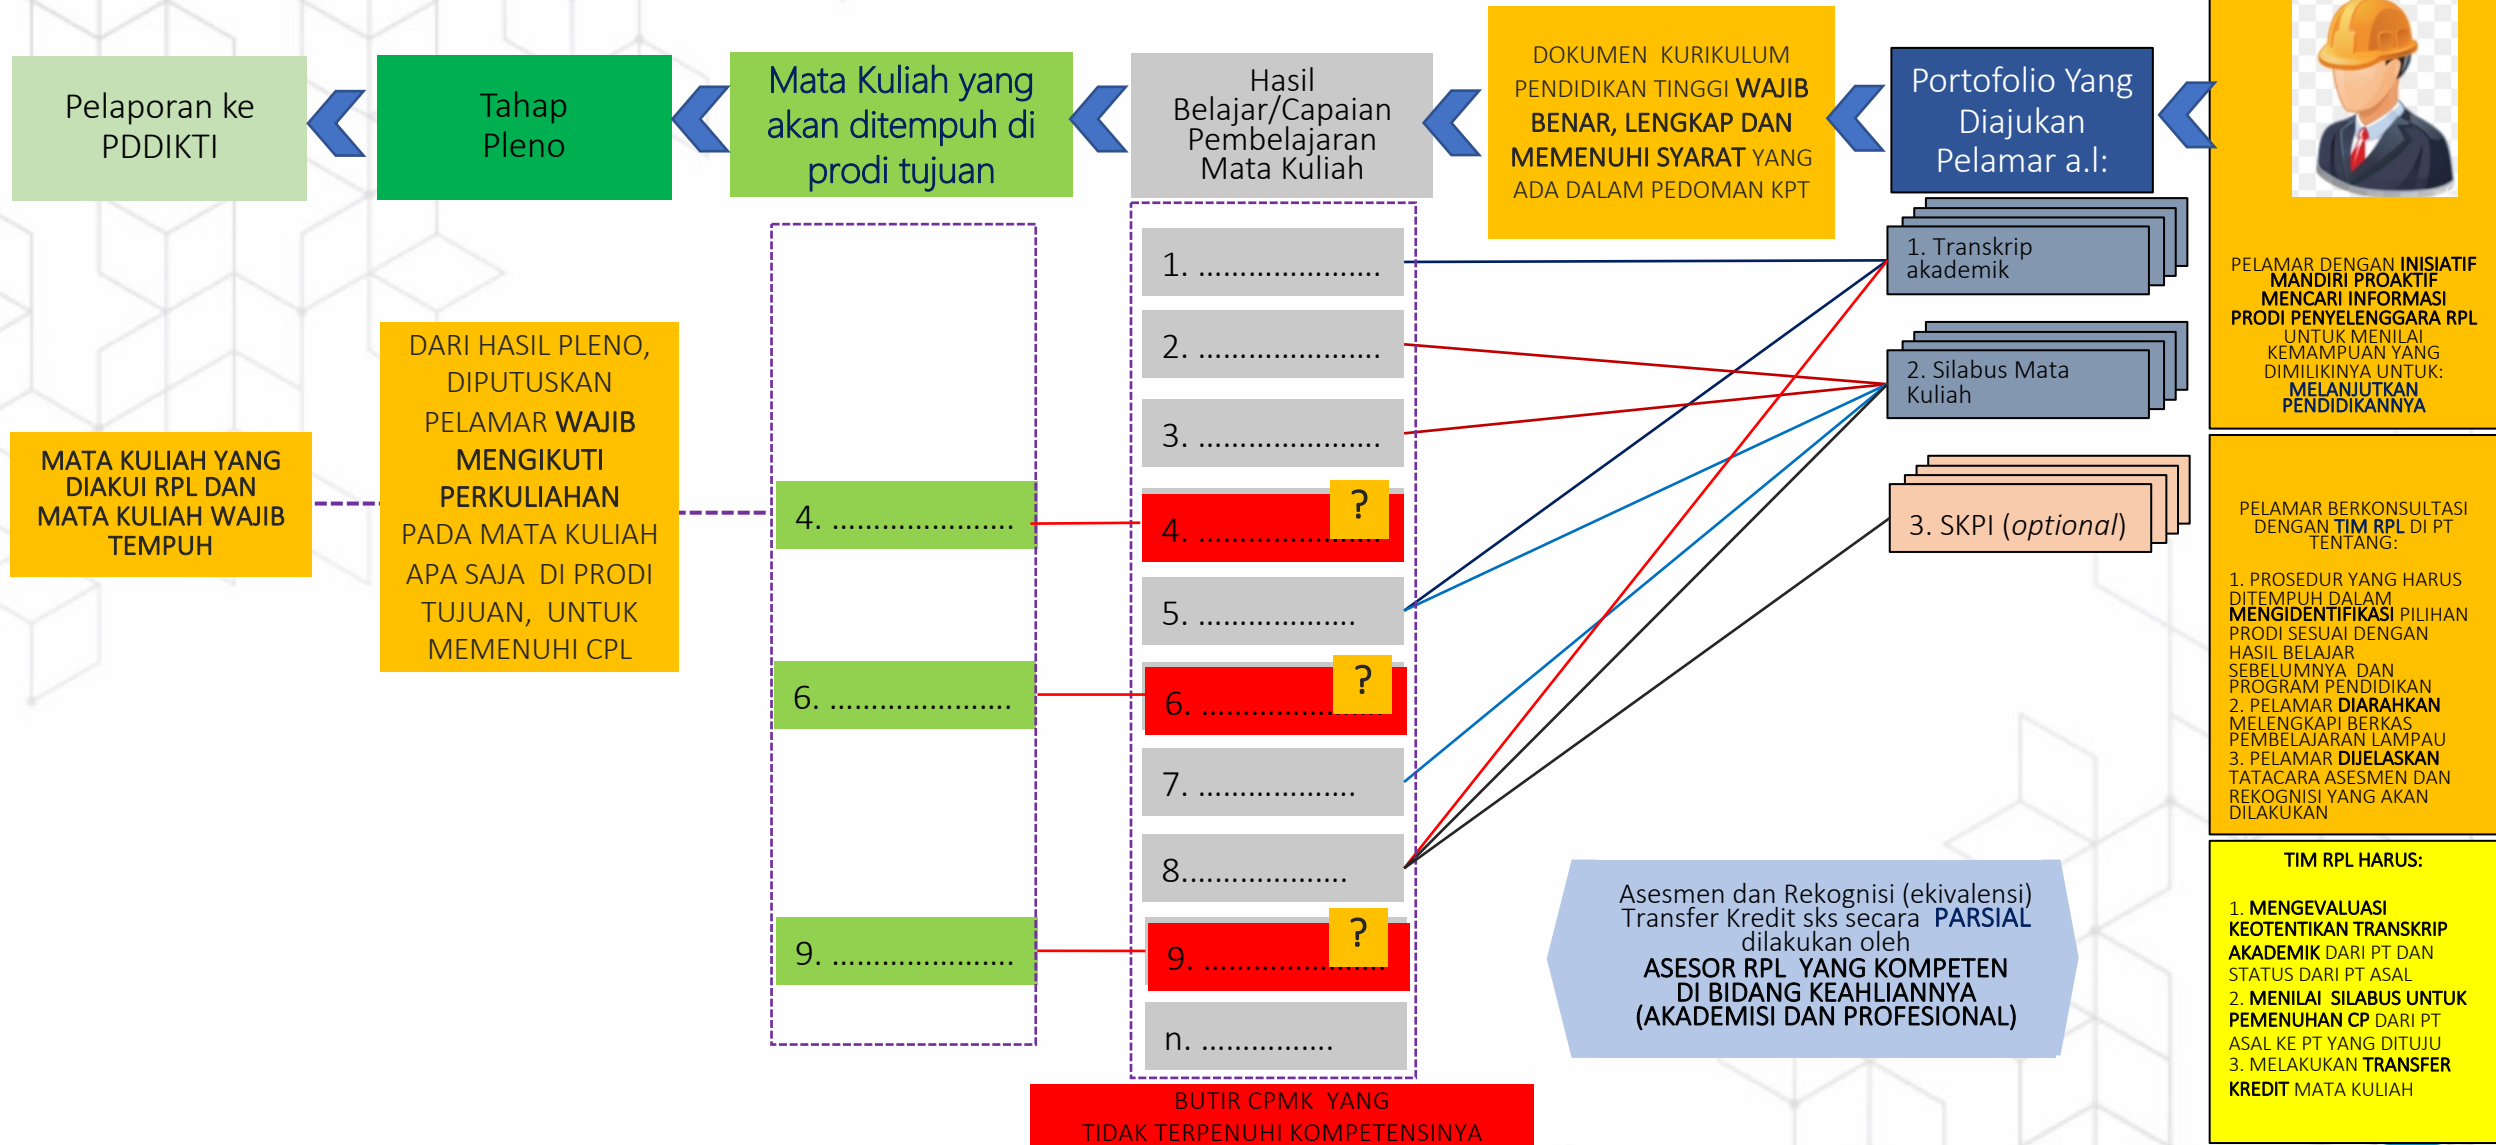 Pelaporan ke
PDDIKTI
Tahap
Pleno
Mata Kuliah yang
akan ditempuh di
prodi tujuan
Hasil
Belajar/Capaian
Pembelajaran
Mata Kuliah
DOKUMEN KURIKULUM
PENDIDIKAN TINGGI WAJIB
BENAR, LENGKAP DAN
MEMENUHI SYARAT YANG
ADA DALAM PEDOMAN KPT
Portofolio Yang
Diajukan
Pelamar a.l:
PELAMAR DENGAN INISIATIF
MANDIRI PROAKTIF
MENCARI INFORMASI
PRODI PENYELENGGARA RPL
UNTUK MENILAI
KEMAMPUAN YANG
DIMILIKINYA UNTUK:
MELANJUTKAN
PENDIDIKANNYA
MATA KULIAH YANG
DIAKUI RPL DAN
MATA KULIAH WAJIB
TEMPUH
DARI HASIL PLENO,
DIPUTUSKAN
PELAMAR WAJIB
MENGIKUTI
PERKULIAHAN
PADA MATA KULIAH
APA SAJA DI PRODI
TUJUAN, UNTUK
MEMENUHI CPL
4. ......................
6. ......................
9. ......................
1. ......................
2. ......................
3. ......................
4. ......................
?
5. ...................
6. ......................
?
7. ...................
8....................
9. ......................
?
n. ................
BUTIR CPMK YANG
TIDAK TERPENUHI KOMPETENSINYA
1. Transkrip
akademik
2. Silabus Mata
Kuliah
3. SKPI (optional)
Asesmen dan Rekognisi (ekivalensi)
Transfer Kredit sks secara PARSIAL
dilakukan oleh
ASESOR RPL YANG KOMPETEN
DI BIDANG KEAHLIANNYA
(AKADEMISI DAN PROFESIONAL)
PELAMAR BERKONSULTASI
DENGAN TIM RPL DI PT
TENTANG:
1. PROSEDUR YANG HARUS
DITEMPUH DALAM
MENGIDENTIFIKASI PILIHAN
PRODI SESUAI DENGAN
HASIL BELAJAR
SEBELUMNYA DAN
PROGRAM PENDIDIKAN
2. PELAMAR DIARAHKAN
MELENGKAPI BERKAS
PEMBELAJARAN LAMPAU
3. PELAMAR DIJELASKAN
TATACARA ASESMEN DAN
REKOGNISI YANG AKAN
DILAKUKAN
TIM RPL HARUS:
1. MENGEVALUASI
KEOTENTIKAN TRANSKRIP
AKADEMIK DARI PT DAN
STATUS DARI PT ASAL
2. MENILAI SILABUS UNTUK
PEMENUHAN CP DARI PT
ASAL KE PT YANG DITUJU
3. MELAKUKAN TRANSFER
KREDIT MATA KULIAH